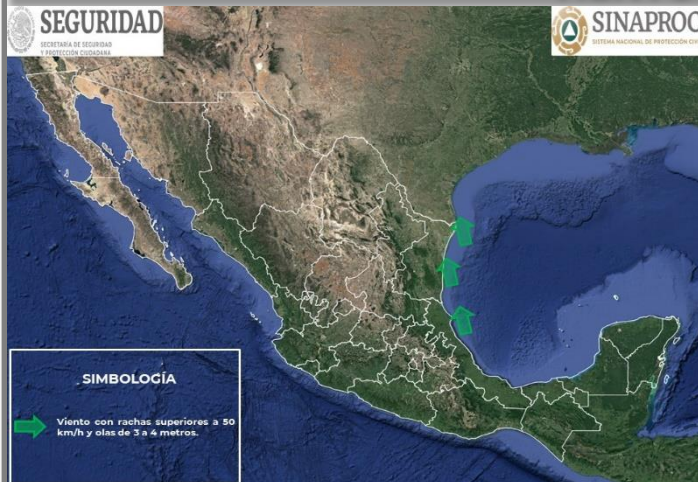 SEGURIDAD
SECRETARÍA DE SEGURIDAD
Y PROTECCIÓN CIUDADANA
SINAPROC
SISTEMA NACIONAL DE PROTECCIÓN CIV
SIMBOLOGÍA
Viento con rachas superiores a 50
km/h y olas de 3 a 4 metros.